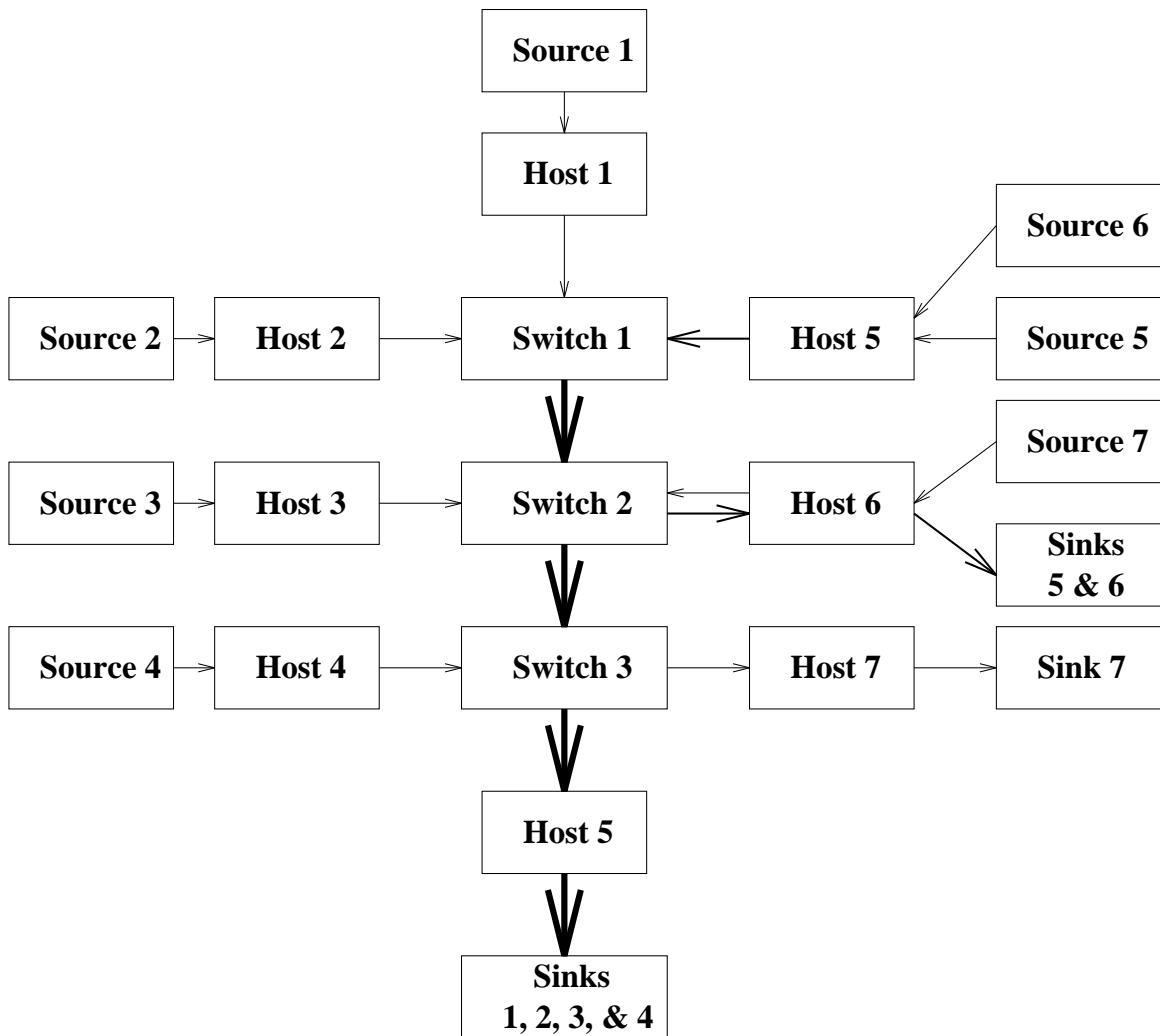 Source 1
Host 1
Source 6
Source 2
Host 2
Switch 1
Host 5
Source 5
Source 7
Source 3
Host 3
Switch 2
Host 6
Sinks
5 & 6
Source 4
Host 4
Switch 3
Host 7
Sink 7
Host 5
Sinks
1, 2, 3, & 4